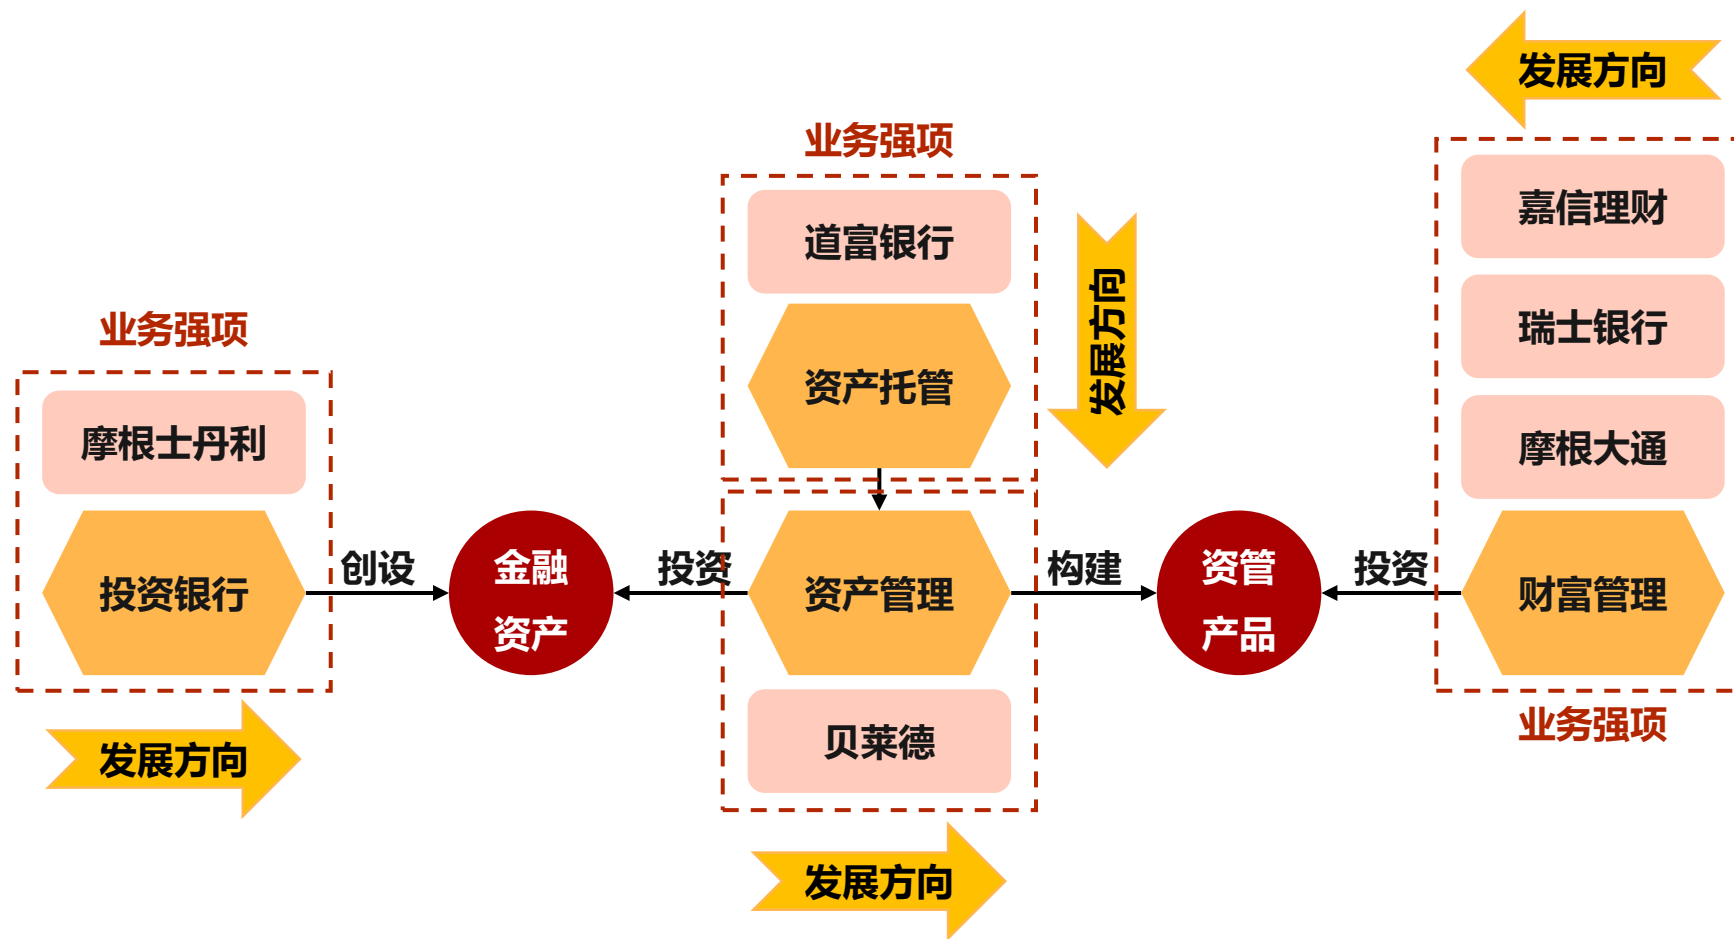 发展方向
业务强项
嘉信理财
道富银行
发展方向
业务强项
瑞士银行
资产托管
摩根士丹利
摩根大通
创设
金融
资产
投资
资产管理
构建
资管
产品
投资
投资银行
财富管理
业务强项
贝莱德
发展方向
发展方向